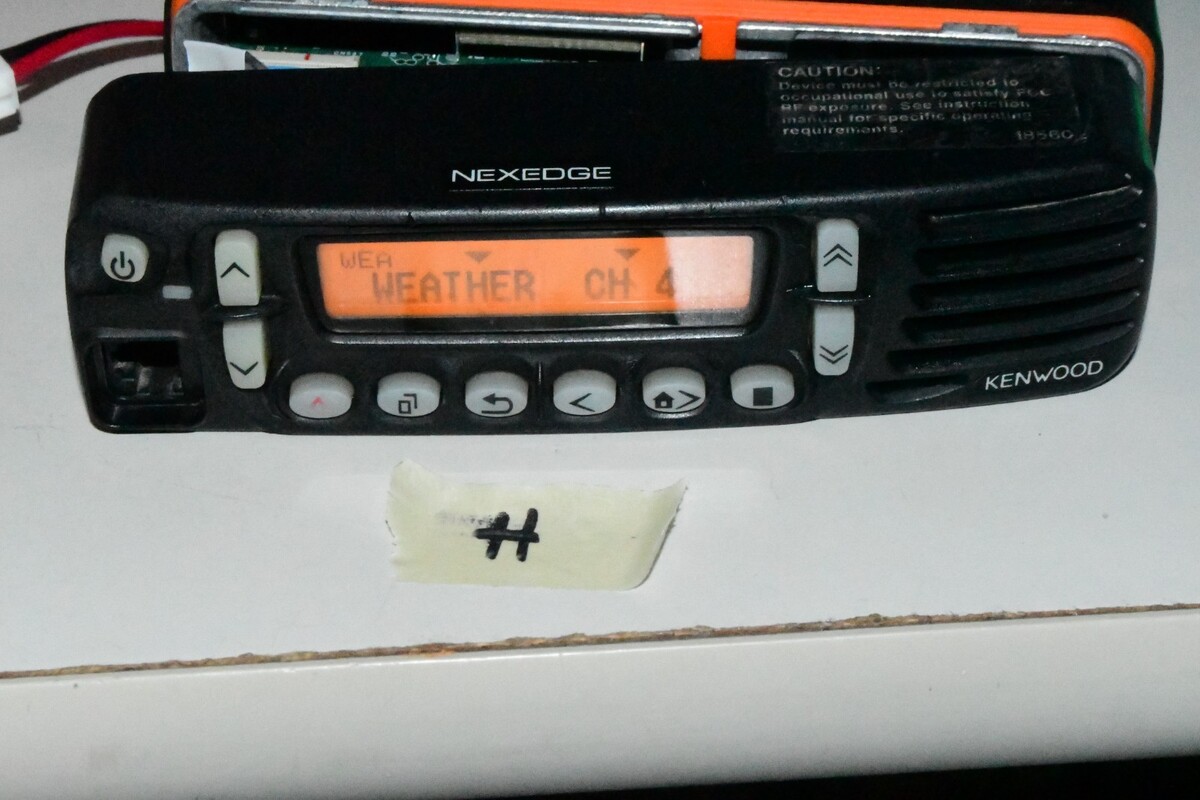 CAUTION:
Device must be restricted to
occupational use to satisfy FCC
RF exposure. See instruction
manual for specific operating
requirements.
18560
NEXEDGE
WEA
WEATHER CH 4
KENWOOD
H